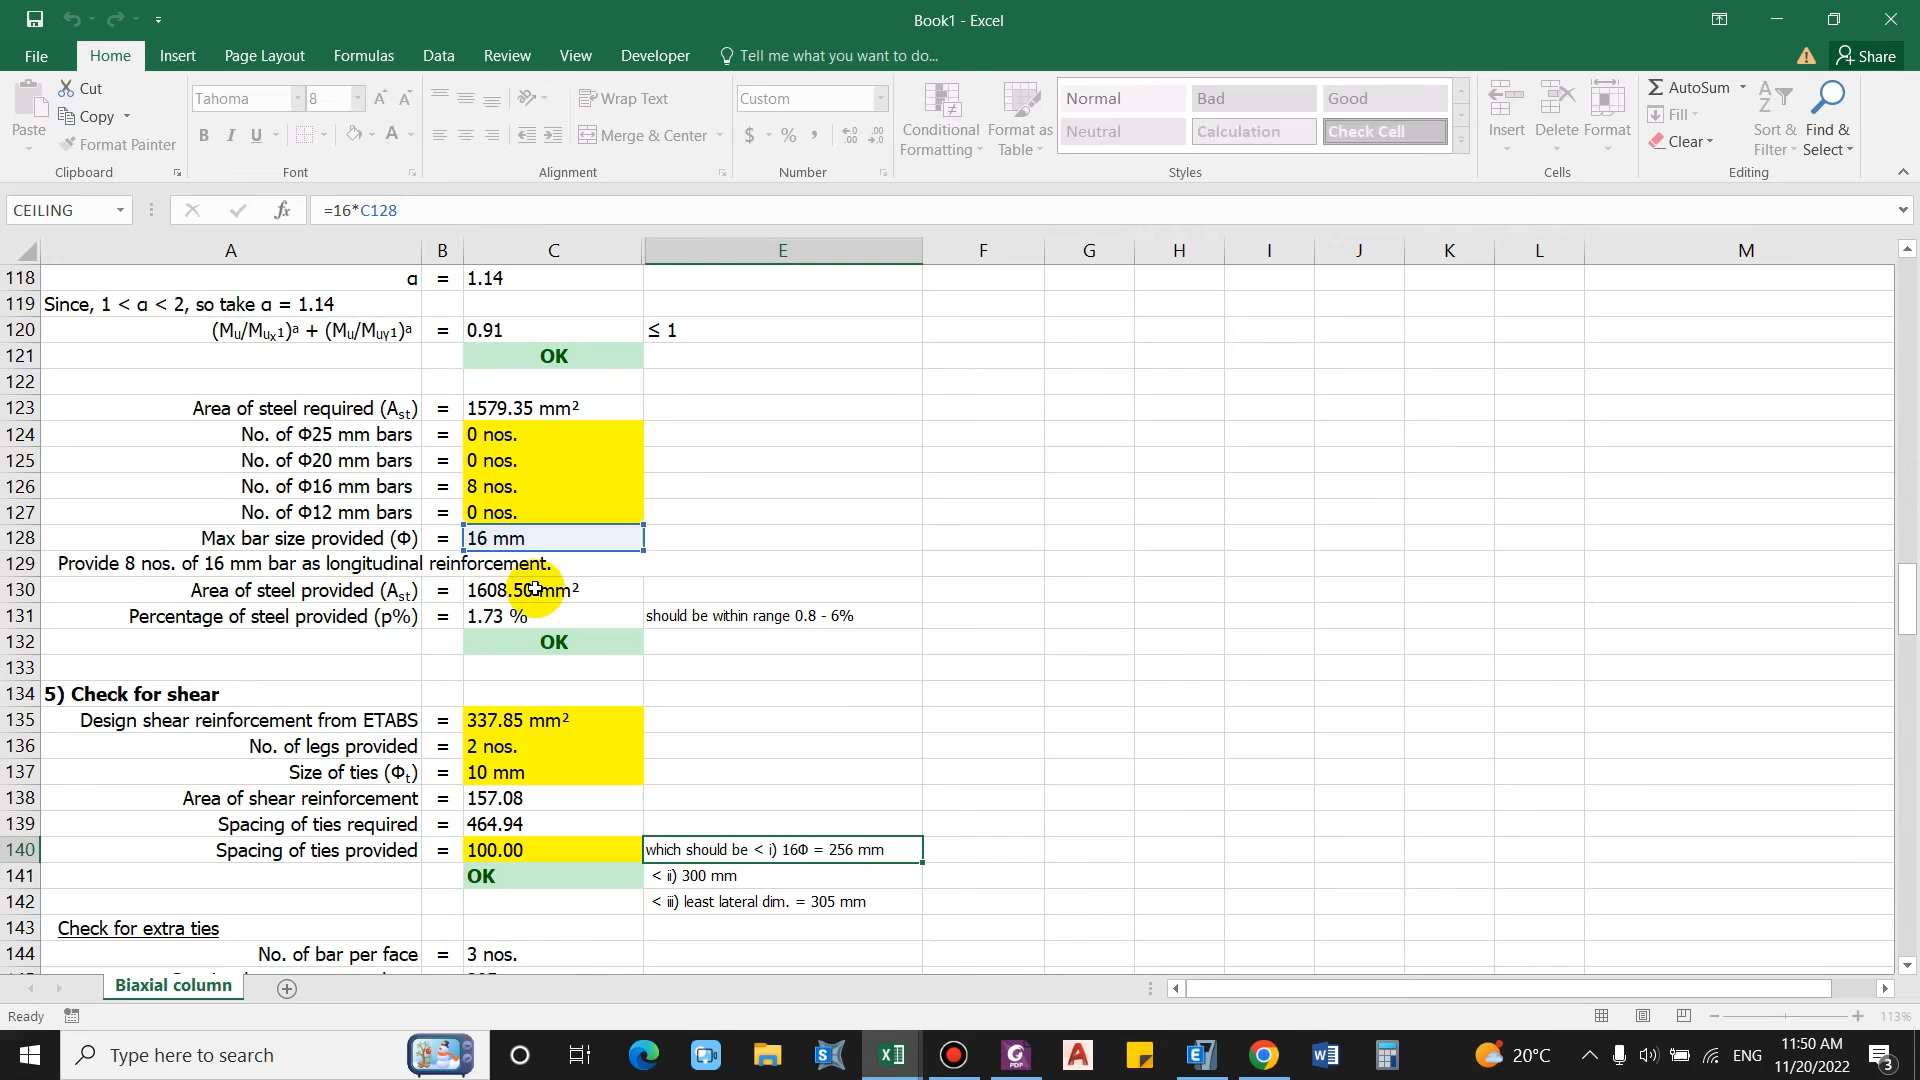 Book1 - Excel
File Home Insert Page Layout Formulas Data Review View Developer Tell me what you want to do... Share
Paste
Cut
Copy
Format Painter
Clipboard
Tahoma 8
B I U
Font
Wrap Text
Merge & Center
Alignment
Custom
$ % ,
Number
Conditional Formatting
Format as Table
Normal Bad Good
Neutral Calculation Check Cell
Styles
Insert Delete Format
Cells
AutoSum
Fill
Clear
Sort & Filter
Find & Select
Editing
CEILING fx =16*C128
A B C E F G H I J K L M
118 α = 1.14
119 Since, 1 < α < 2, so take α = 1.14
120 (Mu/Mux1)ᵃ + (Mu/MuY1)ᵃ = 0.91 ≤ 1
121 OK
122
123 Area of steel required (Ast) = 1579.35 mm²
124 No. of Φ25 mm bars = 0 nos.
125 No. of Φ20 mm bars = 0 nos.
126 No. of Φ16 mm bars = 8 nos.
127 No. of Φ12 mm bars = 0 nos.
128 Max bar size provided (Φ) = 16 mm
129 Provide 8 nos. of 16 mm bar as longitudinal reinforcement.
130 Area of steel provided (Ast) = 1608.50 mm²
131 Percentage of steel provided (p%) = 1.73 % should be within range 0.8 - 6%
132 OK
133
134 5) Check for shear
135 Design shear reinforcement from ETABS = 337.85 mm²
136 No. of legs provided = 2 nos.
137 Size of ties (Φt) = 10 mm
138 Area of shear reinforcement = 157.08
139 Spacing of ties required = 464.94
140 Spacing of ties provided = 100.00 which should be < i) 16Φ = 256 mm
141 OK < ii) 300 mm
142 < iii) least lateral dim. = 305 mm
143 Check for extra ties
144 No. of bar per face = 3 nos.
Biaxial column
Ready 113%
Type here to search
20°C ENG 11:50 AM
11/20/2022 3